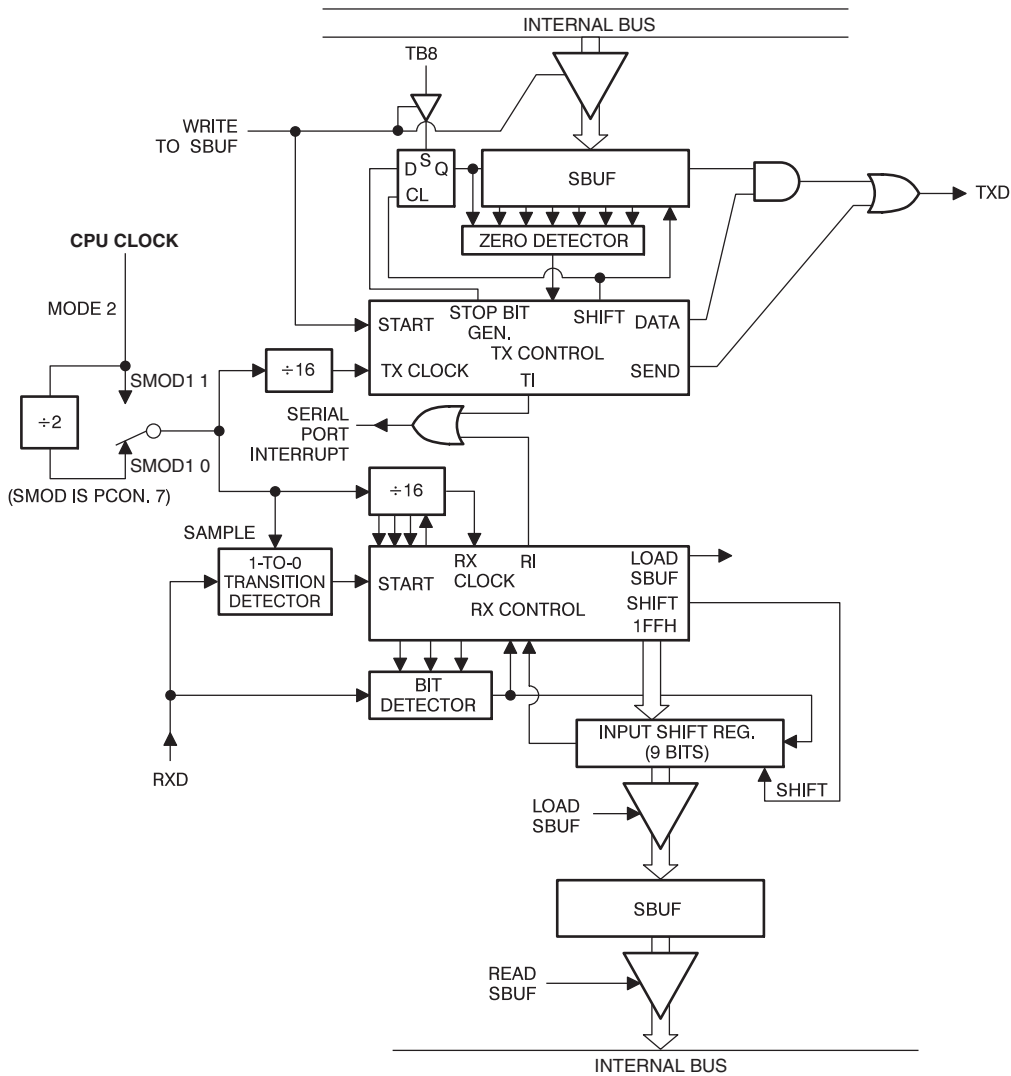 INTERNAL BUS
TB8
WRITE
TO SBUF
D S Q
CL
SBUF
TXD
ZERO DETECTOR
CPU CLOCK
MODE 2
STOP BIT
GEN.
SHIFT
DATA
START
TX CONTROL
TX CLOCK
TI
SEND
÷16
SMOD1 1
÷2
SMOD1 0
(SMOD IS PCON. 7)
SERIAL
PORT
INTERRUPT
÷16
SAMPLE
1-TO-0
TRANSITION
DETECTOR
START
RX
CLOCK
RI
LOAD
SBUF
RX CONTROL
SHIFT
1FFH
BIT
DETECTOR
INPUT SHIFT REG.
(9 BITS)
RXD
SHIFT
LOAD
SBUF
SBUF
READ
SBUF
INTERNAL BUS